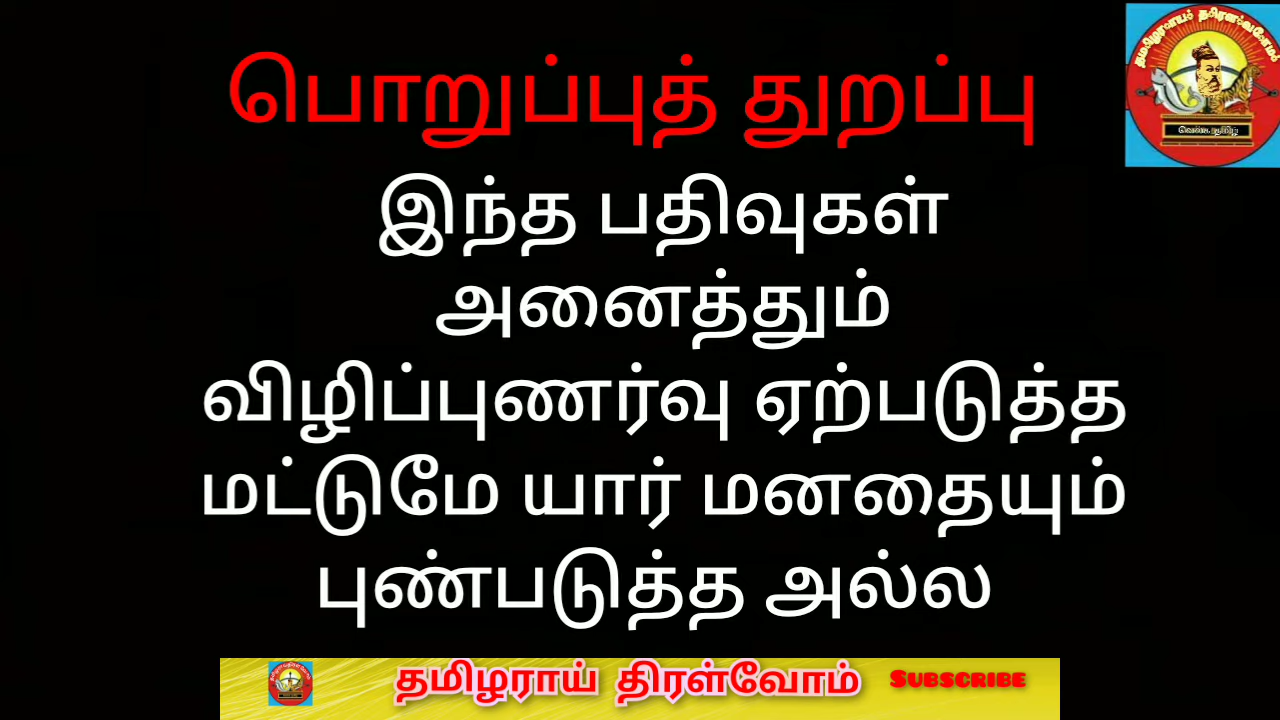 பொறுப்புத் துறப்பு
இந்த பதிவுகள்
அனைத்தும்
விழிப்புணர்வு ஏற்படுத்த
மட்டுமே யார் மனதையும்
புண்படுத்த அல்ல
தமிழராய் திரள்வோம் SUBSCRIBE